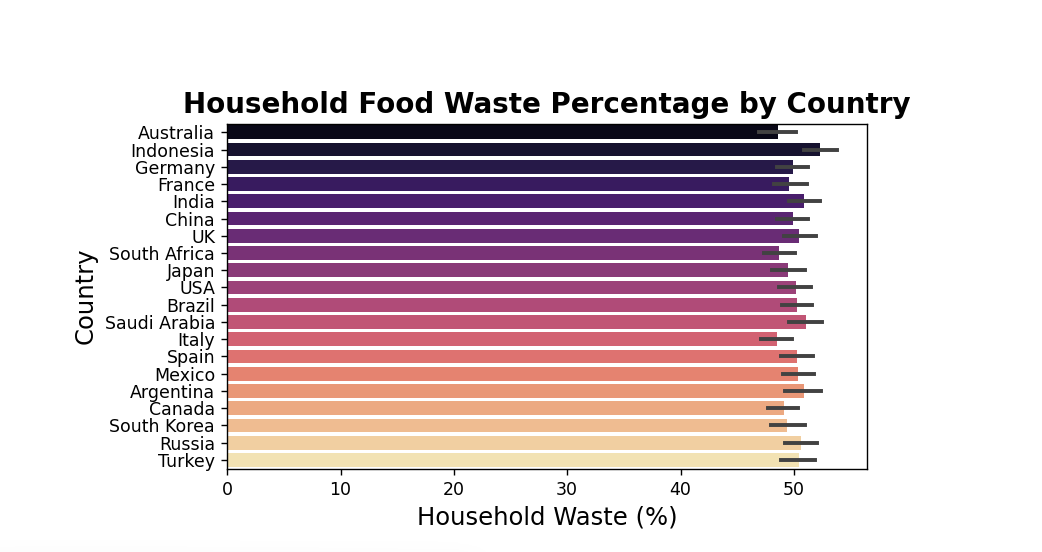 Household Food Waste Percentage by Country
Australia
Indonesia
Germany
France
India
China
UK
South Africa
Japan
USA
Brazil
Saudi Arabia
Italy
Spain
Mexico
Argentina
Canada
South Korea
Russia
Turkey
Country
0 10 20 30 40 50
Household Waste (%)